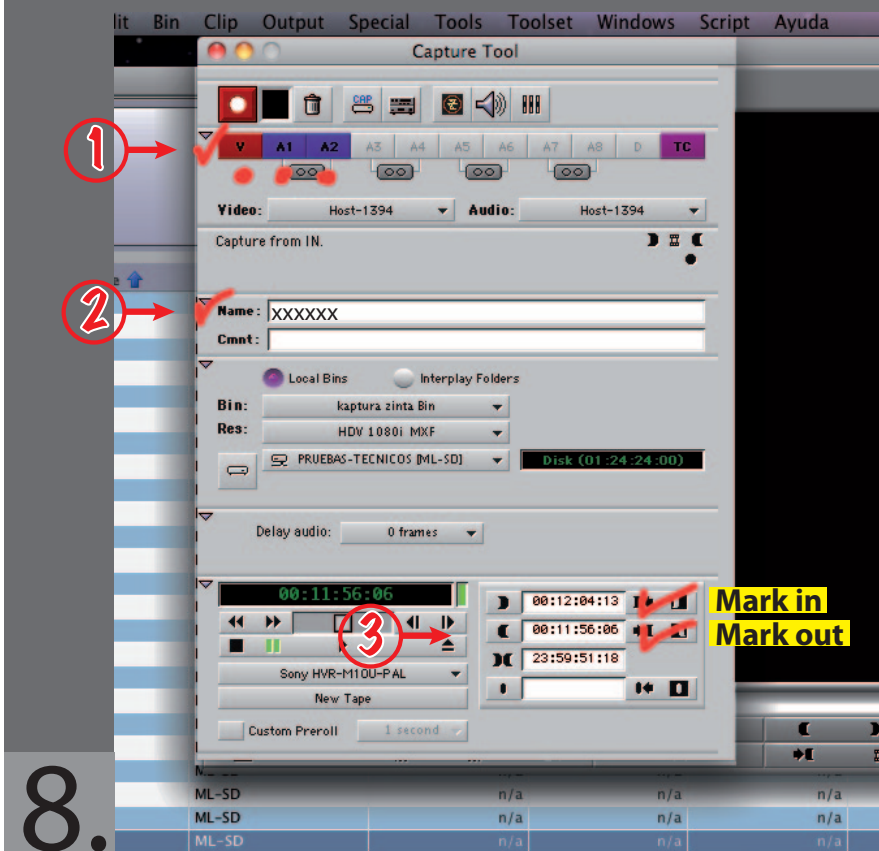 lit Bin Clip Output Special Tools Toolset Windows Script Ayuda
Capture Tool
CAP
1
V A1 A2 A3 A4 A5 A6 A7 A8 D TC
Video: Host-1394 Audio: Host-1394
Capture from IN.
2
Name: XXXXXX
Cmnt:
Local Bins Interplay Folders
Bin: kaptura zinta Bin
Res: HDV 1080i MXF
PRUEBAS-TECNICOS [ML-SD] Disk (01:24:24:00)
Delay audio: 0 frames
00:11:56:06
00:12:04:13 Mark in
3
00:11:56:06 Mark out
23:59:51:18
Sony HVR-M10U-PAL
New Tape
Custom Preroll 1 second
8.
ML-SD n/a n/a n/a
ML-SD n/a n/a n/a
ML-SD n/a n/a n/a